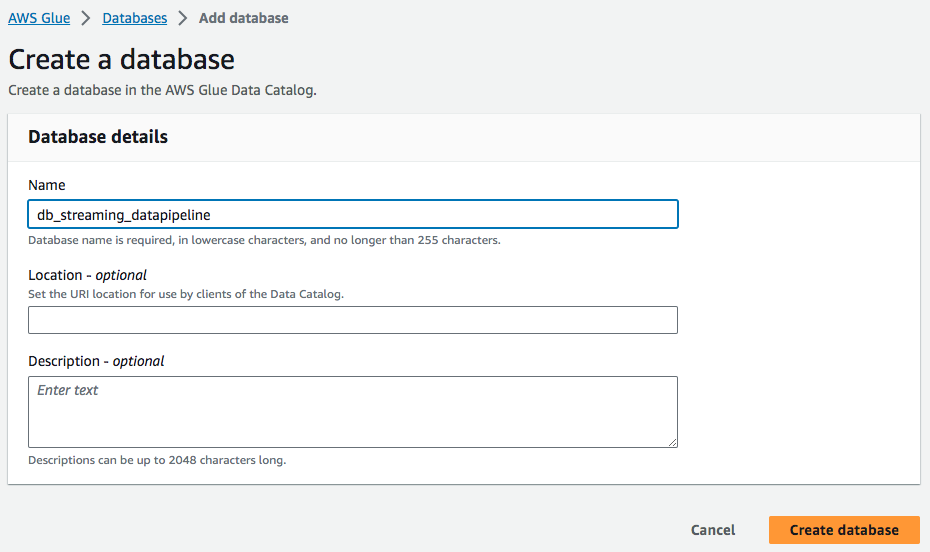 AWS Glue > Databases > Add database
Create a database
Create a database in the AWS Glue Data Catalog.
Database details
Name
db_streaming_datapipeline
Database name is required, in lowercase characters, and no longer than 255 characters.
Location - optional
Set the URI location for use by clients of the Data Catalog.
Description - optional
Enter text
Descriptions can be up to 2048 characters long.
Cancel Create database